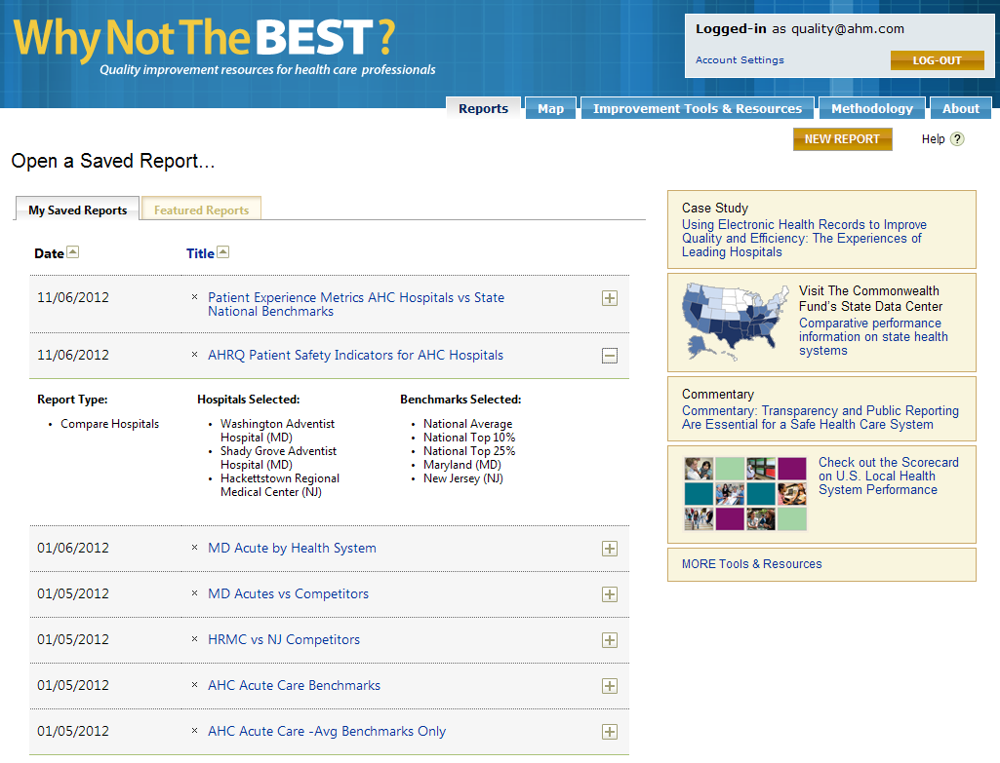 Why Not The BEST?
Quality improvement resources for health care professionals
Logged-in as quality@ahm.com
Account Settings
LOG-OUT
Reports
Map
Improvement Tools & Resources
Methodology
About
NEW REPORT
Help ?
Open a Saved Report...
My Saved Reports
Featured Reports
Date
Title
11/06/2012
× Patient Experience Metrics AHC Hospitals vs State
National Benchmarks
11/06/2012
× AHRQ Patient Safety Indicators for AHC Hospitals
Report Type:
• Compare Hospitals
Hospitals Selected:
• Washington Adventist
Hospital (MD)
• Shady Grove Adventist
Hospital (MD)
• Hackettstown Regional
Medical Center (NJ)
Benchmarks Selected:
• National Average
• National Top 10%
• National Top 25%
• Maryland (MD)
• New Jersey (NJ)
01/06/2012
× MD Acute by Health System
01/05/2012
× MD Acutes vs Competitors
01/05/2012
× HRMC vs NJ Competitors
01/05/2012
× AHC Acute Care Benchmarks
01/05/2012
× AHC Acute Care -Avg Benchmarks Only
Case Study
Using Electronic Health Records to Improve
Quality and Efficiency: The Experiences of
Leading Hospitals
Visit The Commonwealth
Fund's State Data Center
Comparative performance
information on state health
systems
Commentary
Commentary: Transparency and Public Reporting
Are Essential for a Safe Health Care System
Check out the Scorecard
on U.S. Local Health
System Performance
MORE Tools & Resources